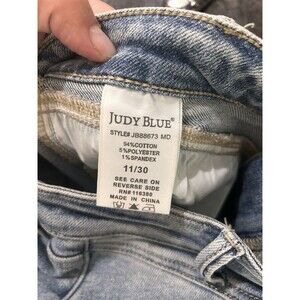 JUDY BLUE®
STYLE# JB88673 MD
94%COTTON
5%POLYESTER
1%SPANDEX
11/30
SEE CARE ON
REVERSE SIDE
RN# 116380
MADE IN CHINA